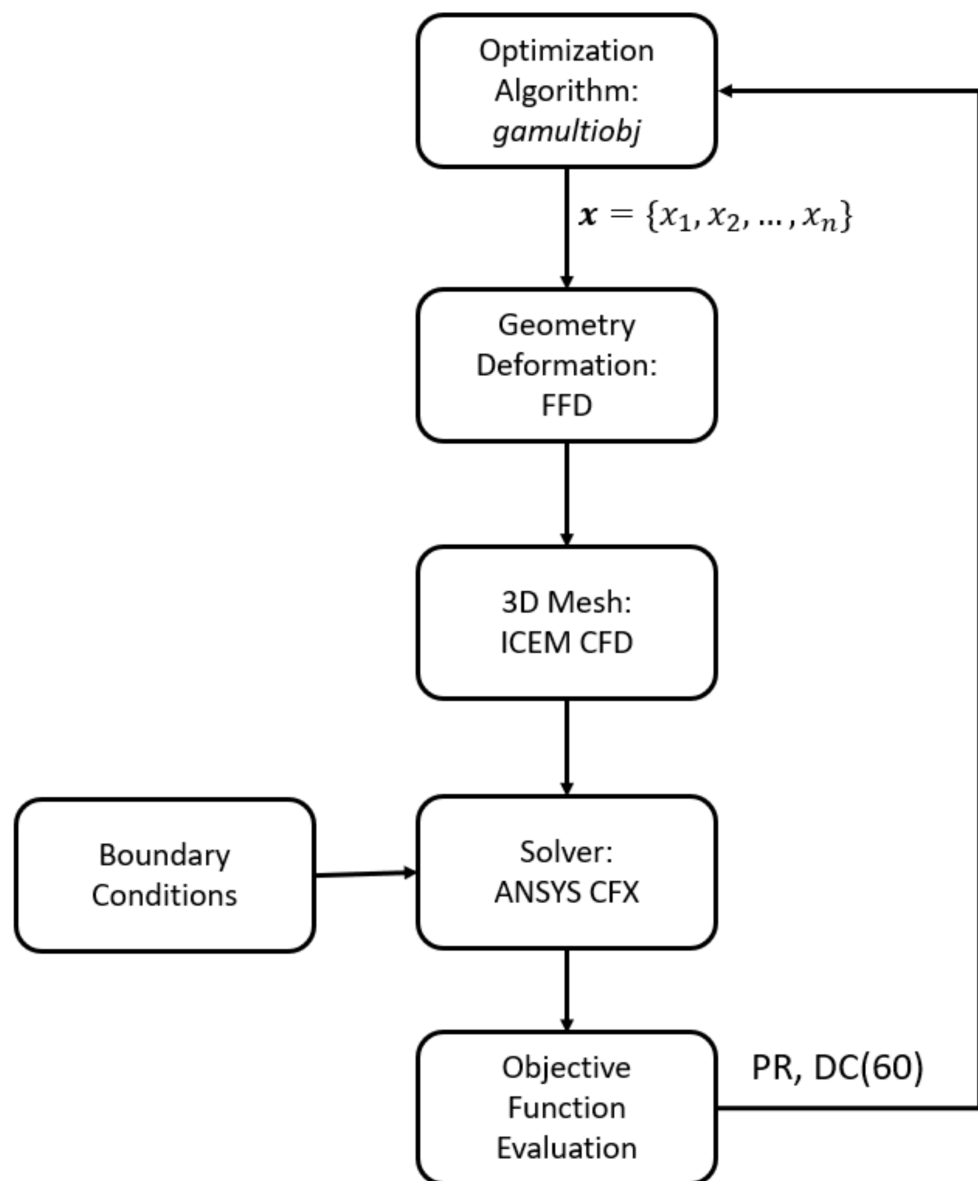 Optimization
Algorithm:
gamultiobj
𝒙 = {𝑥₁, 𝑥₂, … , 𝑥ₙ}
Geometry
Deformation:
FFD
3D Mesh:
ICEM CFD
Boundary
Conditions
Solver:
ANSYS CFX
Objective
Function
Evaluation
PR, DC(60)